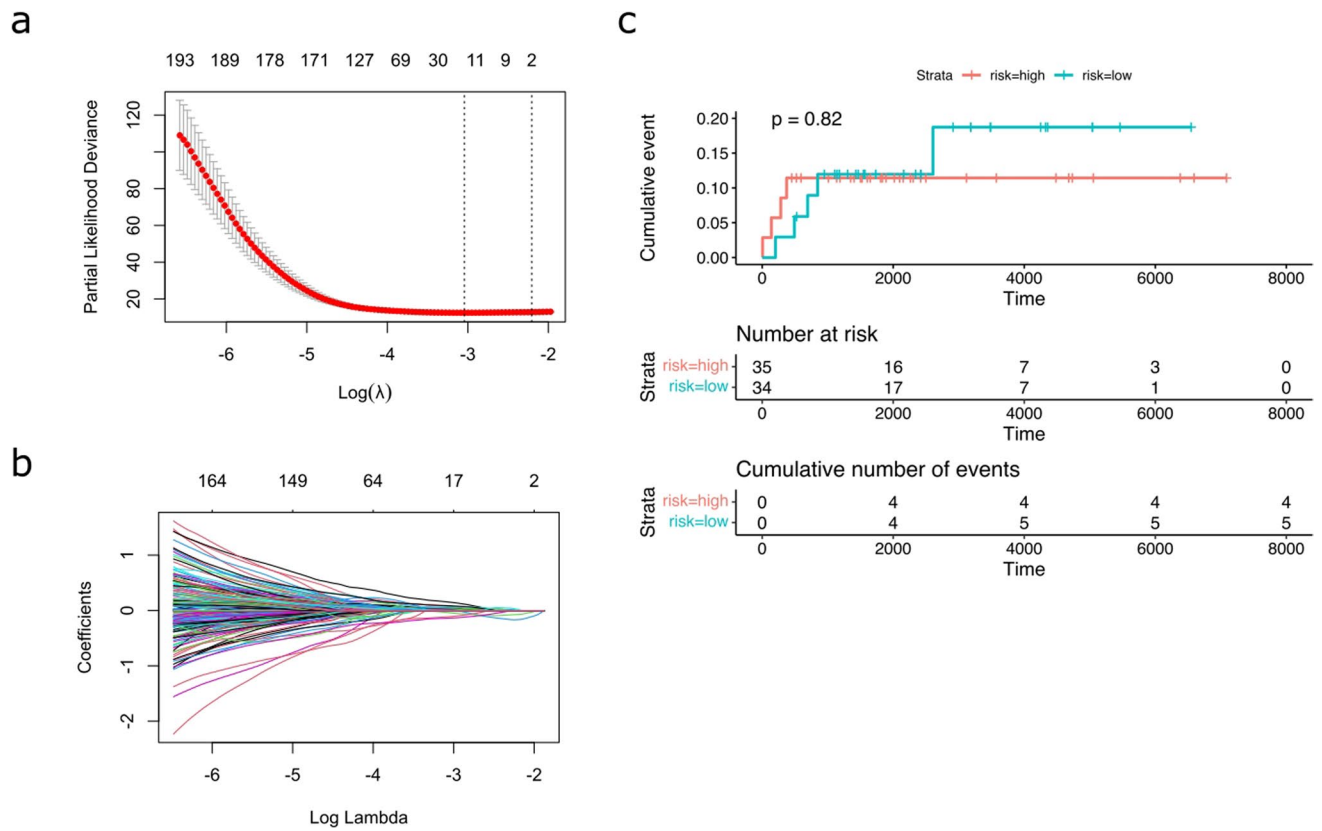 a
193 189 178 171 127 69 30 11 9 2
Partial Likelihood Deviance
120
80
60
40
20
-6 -5 -4 -3 -2
Log(λ)
b
164 149 64 17 2
Coefficients
1
0
-1
-2
-6 -5 -4 -3 -2
Log Lambda
c
Strata risk=high risk=low
Cumulative event
0.20
0.15
0.10
0.05
0.00
p = 0.82
0 2000 4000 6000 8000
Time
Number at risk
Strata
risk=high 35 16 7 3 0
risk=low 34 17 7 1 0
0 2000 4000 6000 8000
Time
Cumulative number of events
Strata
risk=high 0 4 4 4 4
risk=low 0 4 5 5 5
0 2000 4000 6000 8000
Time